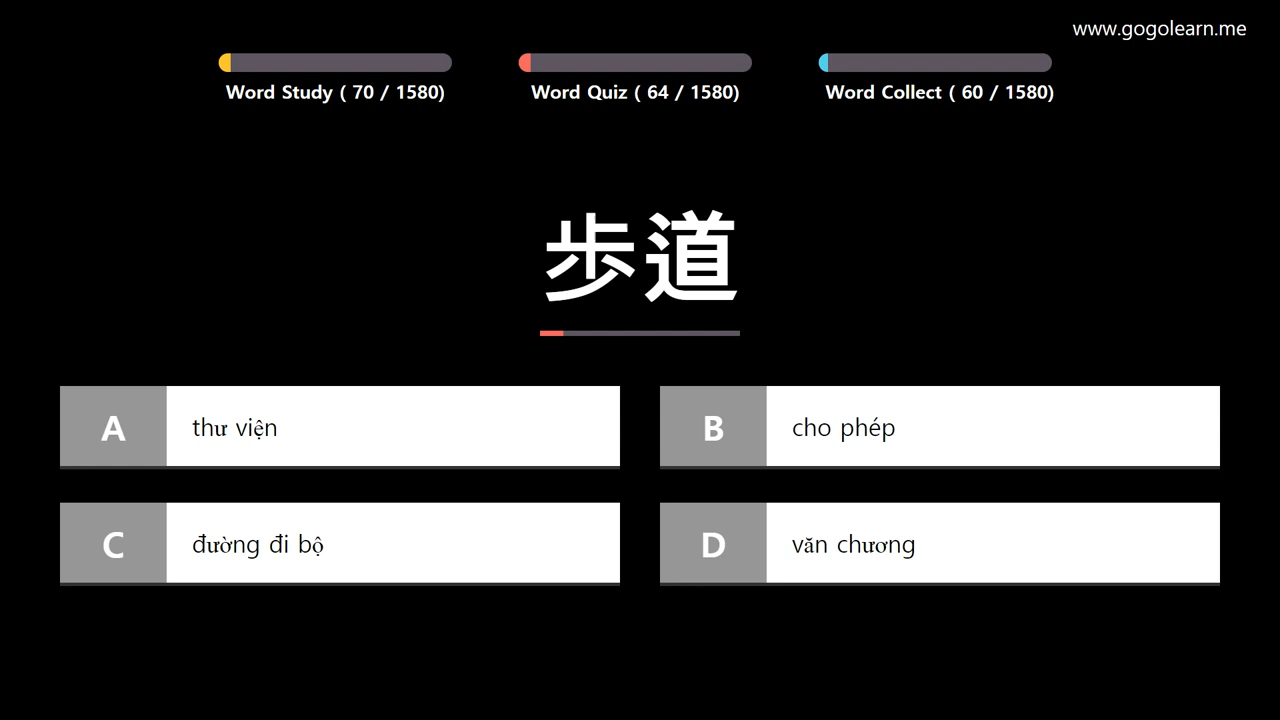 www.gogolearn.me
Word Study ( 70 / 1580)
Word Quiz ( 64 / 1580)
Word Collect ( 60 / 1580)
歩道
A
thư viện
B
cho phép
C
đường đi bộ
D
văn chương